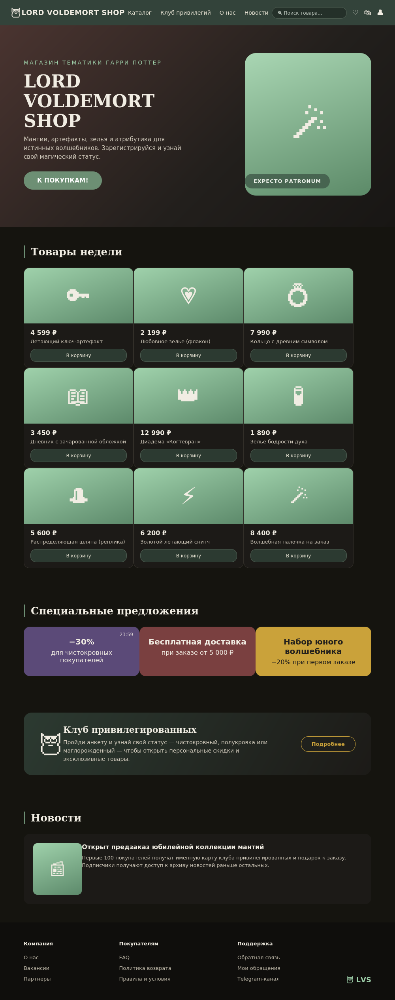 LORD VOLDEMORT SHOP Каталог Клуб привилегий О нас Новости Поиск товара...
МАГАЗИН ТЕМАТИКИ ГАРРИ ПОТТЕР
LORD
VOLDEMORT
SHOP
Мантии, артефакты, зелья и атрибутика для
истинных волшебников. Зарегистрируйся и узнай
свой магический статус.
К ПОКУПКАМ!
EXPECTO PATRONUM
Товары недели
4 599 ₽
Летающий ключ-артефакт
В корзину
2 199 ₽
Любовное зелье (флакон)
В корзину
7 990 ₽
Кольцо с древним символом
В корзину
3 450 ₽
Дневник с зачарованной обложкой
В корзину
12 990 ₽
Диадема «Когтевран»
В корзину
1 890 ₽
Зелье бодрости духа
В корзину
5 600 ₽
Распределяющая шляпа (реплика)
В корзину
6 200 ₽
Золотой летающий снитч
В корзину
8 400 ₽
Волшебная палочка на заказ
В корзину
Специальные предложения
23:59
−30%
для чистокровных
покупателей
Бесплатная доставка
при заказе от 5 000 ₽
Набор юного
волшебника
−20% при первом заказе
Клуб привилегированных
Пройди анкету и узнай свой статус — чистокровный, полукровка или
маглорожденный — чтобы открыть персональные скидки и
эксклюзивные товары.
Подробнее
Новости
Открыт предзаказ юбилейной коллекции мантий
Первые 100 покупателей получат именную карту клуба привилегированных и подарок к заказу.
Подписчики получают доступ к архиву новостей раньше остальных.
Компания
О нас
Вакансии
Партнеры
Покупателям
FAQ
Политика возврата
Правила и условия
Поддержка
Обратная связь
Мои обращения
Telegram-канал
LVS